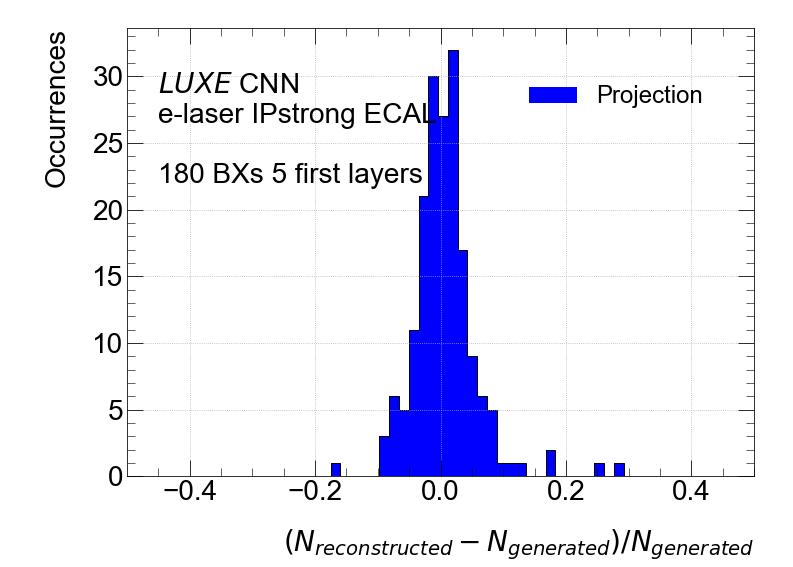 Occurrences
30
25
20
15
10
5
0
LUXE CNN
e-laser IPstrong ECAL
180 BXs 5 first layers
Projection
−0.4 −0.2 0.0 0.2 0.4
(N_reconstructed − N_generated)/N_generated